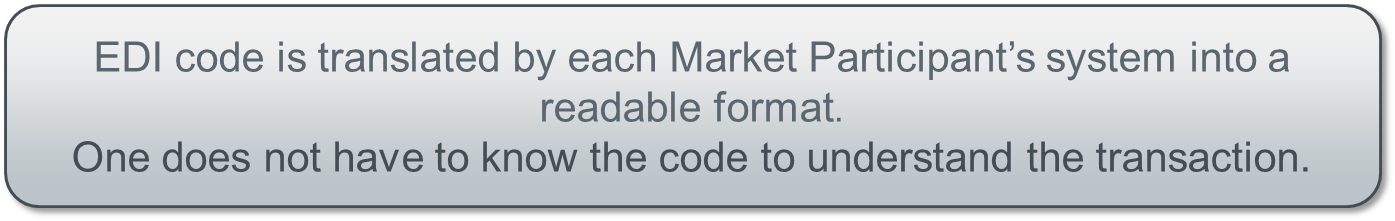 EDI code is translated by each Market Participant’s system into a
readable format.
One does not have to know the code to understand the transaction.